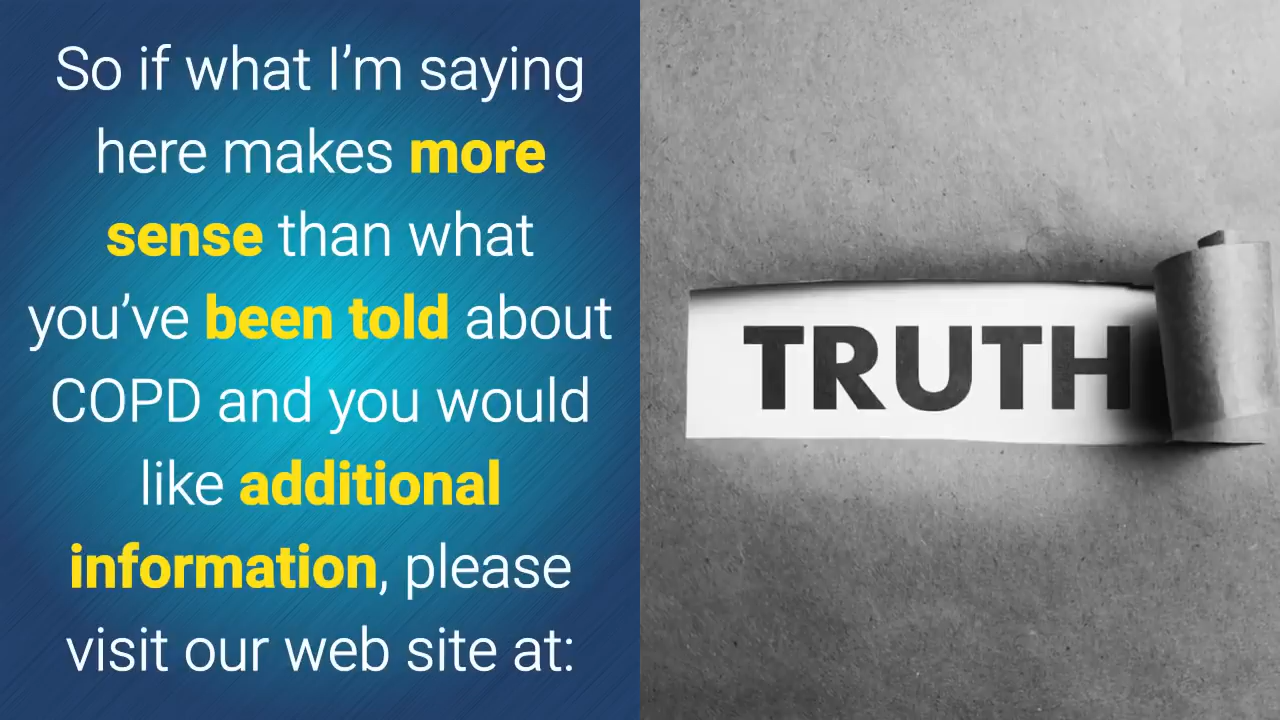 So if what I’m saying
here makes more
sense than what
you’ve been told about
COPD and you would
like additional
information, please
visit our web site at:
TRUTH